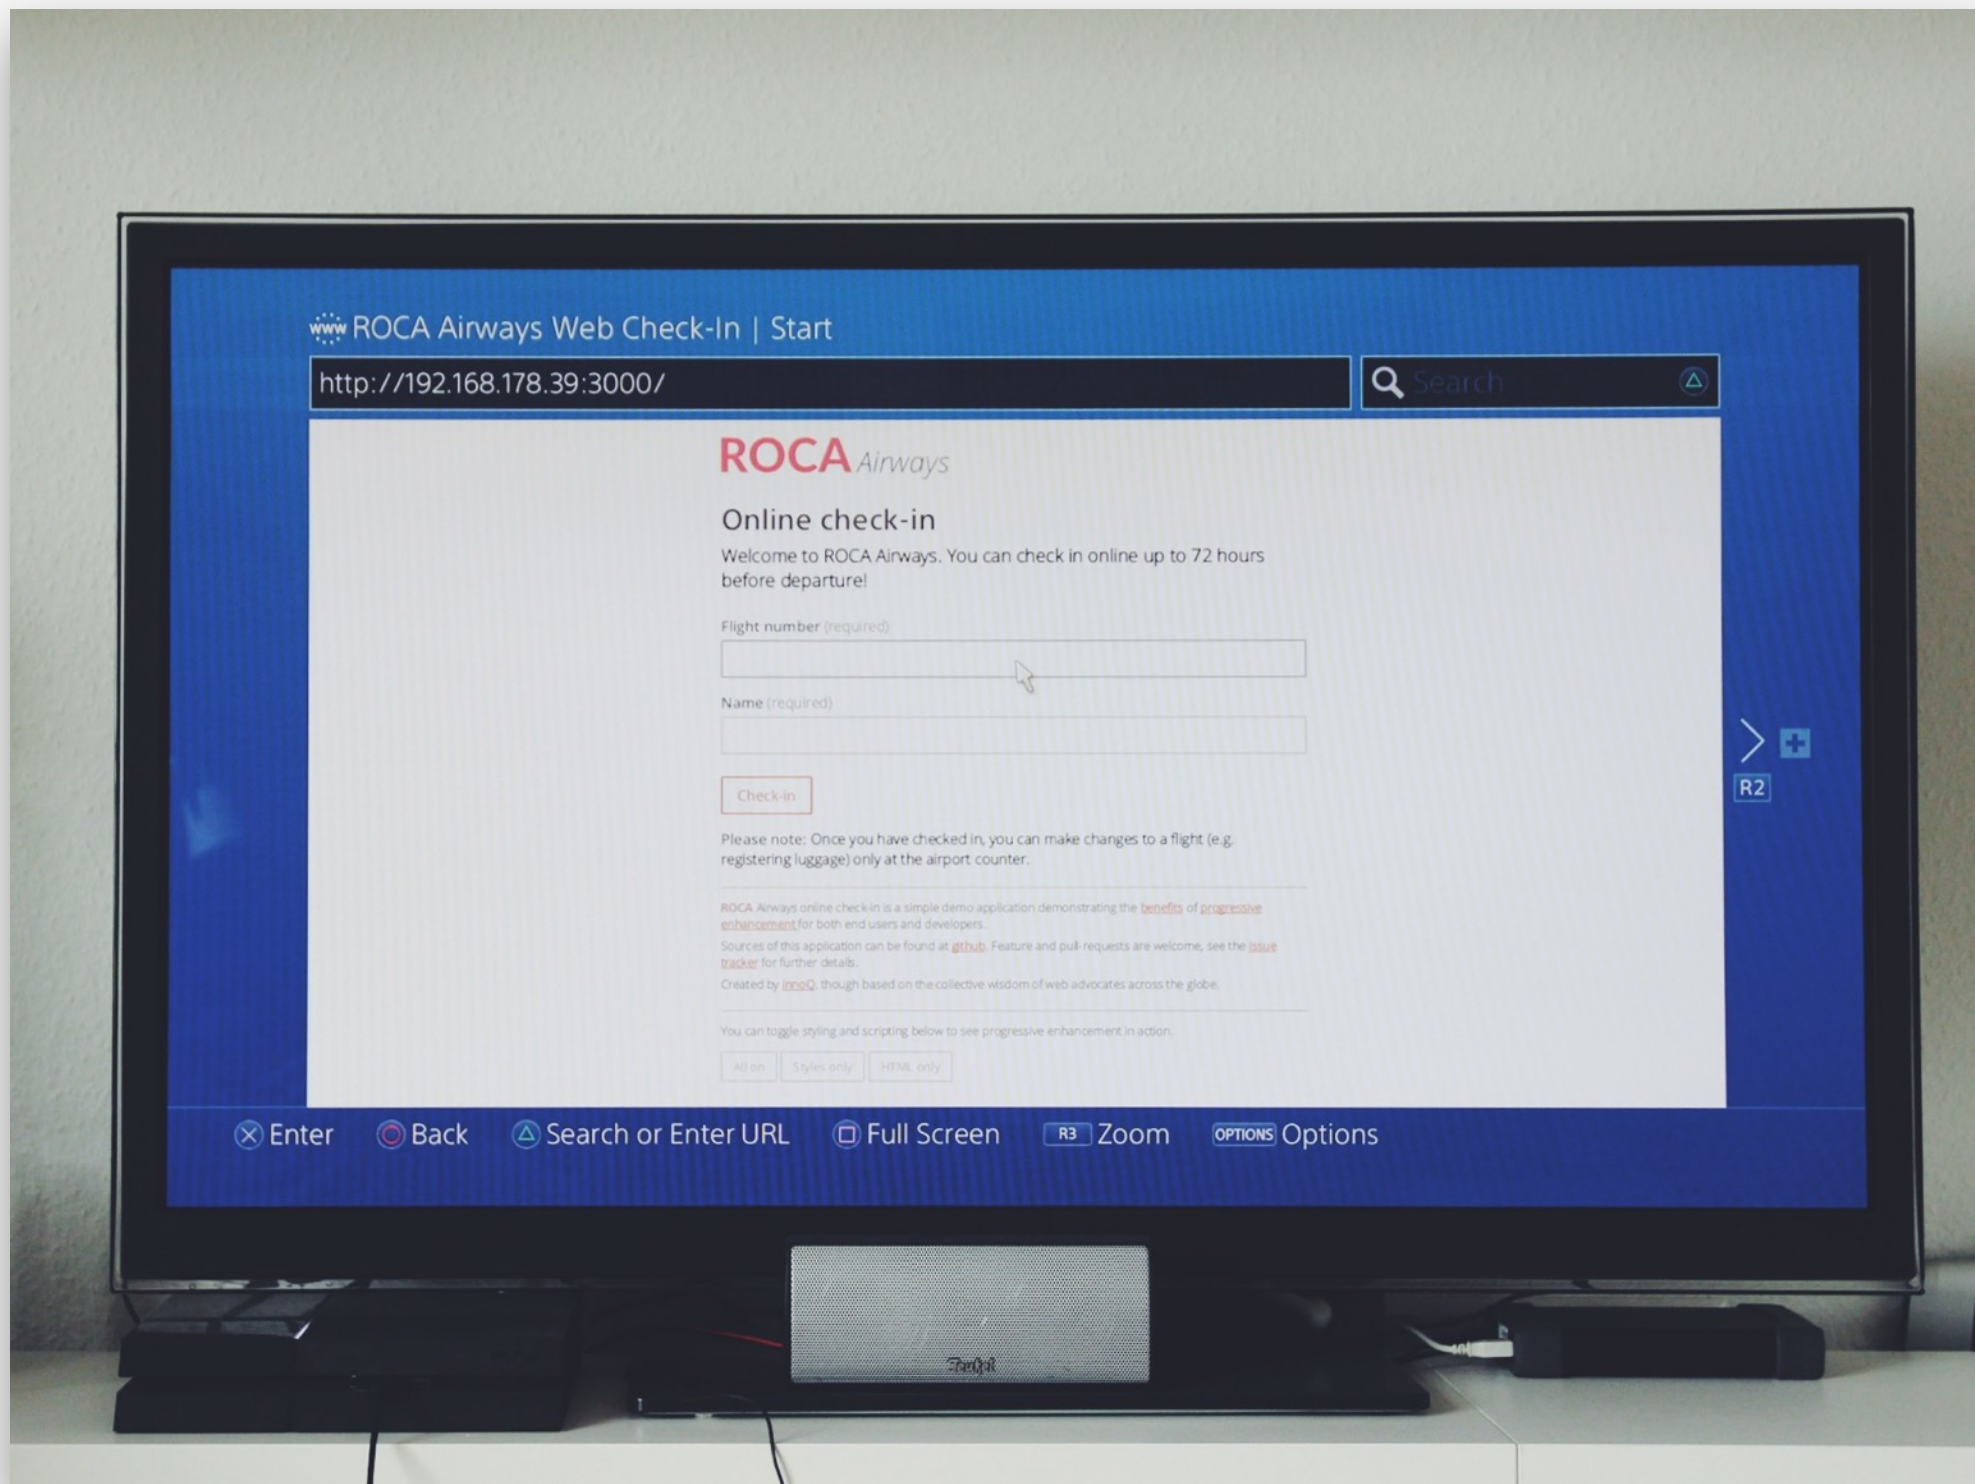 www ROCA Airways Web Check-In | Start
http://192.168.178.39:3000/
Search
ROCA Airways
Online check-in
Welcome to ROCA Airways. You can check in online up to 72 hours
before departure!
Flight number (required)
Name (required)
Check-in
Please note: Once you have checked in, you can make changes to a flight (e.g.
registering luggage) only at the airport counter.
ROCA Airways online check-in is a simple demo application demonstrating the benefits of progressive
enhancement for both end users and developers.
Sources of this application can be found at github. Feature and pull-requests are welcome, see the issue
tracker for further details.
Created by innoQ, though based on the collective wisdom of web advocates across the globe.
You can toggle styling and scripting below to see progressive enhancement in action.
All on Styles only HTML only
R2
Enter Back Search or Enter URL Full Screen R3 Zoom OPTIONS Options
Teufel